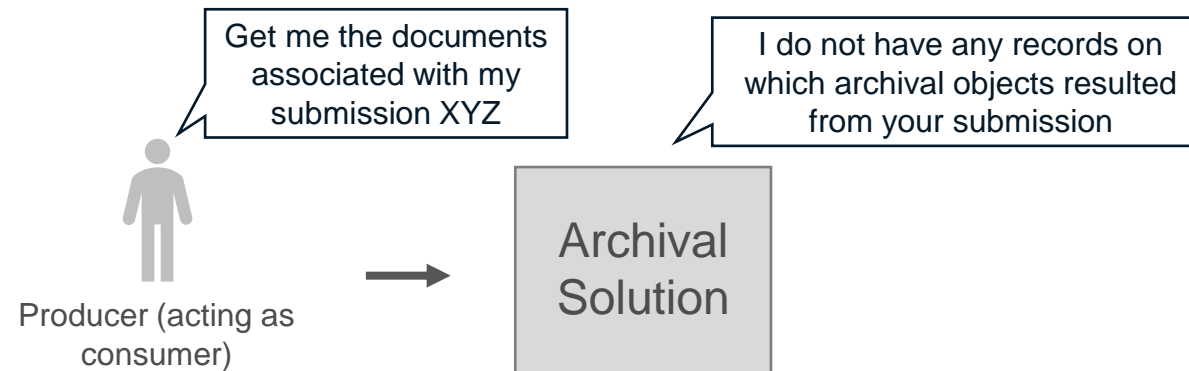 Get me the documents
associated with my
submission XYZ
I do not have any records on
which archival objects resulted
from your submission
Archival
Solution
Producer (acting as
consumer)